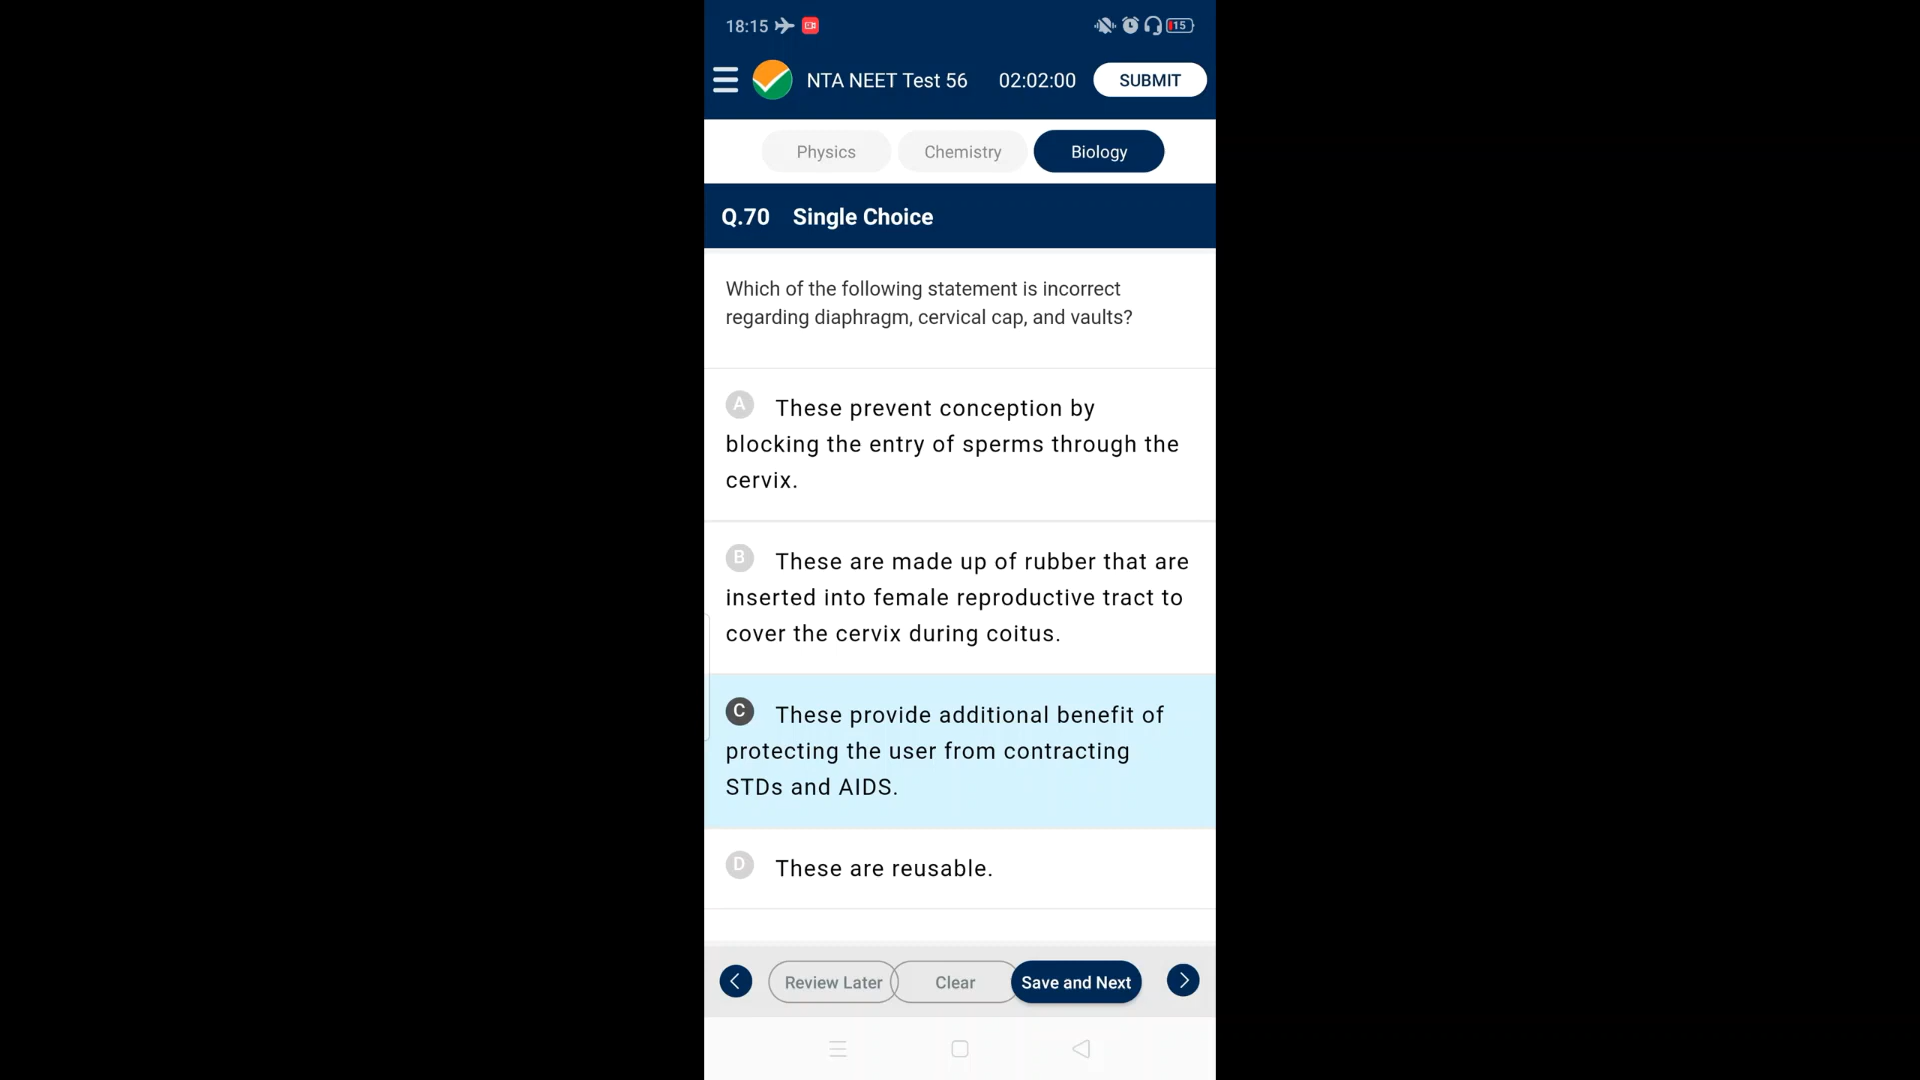 18:15
15
NTA NEET Test 56 02:02:00 SUBMIT
Physics Chemistry Biology
Q.70 Single Choice
Which of the following statement is incorrect
regarding diaphragm, cervical cap, and vaults?
A These prevent conception by
blocking the entry of sperms through the
cervix.
B These are made up of rubber that are
inserted into female reproductive tract to
cover the cervix during coitus.
C These provide additional benefit of
protecting the user from contracting
STDs and AIDS.
D These are reusable.
Review Later Clear Save and Next